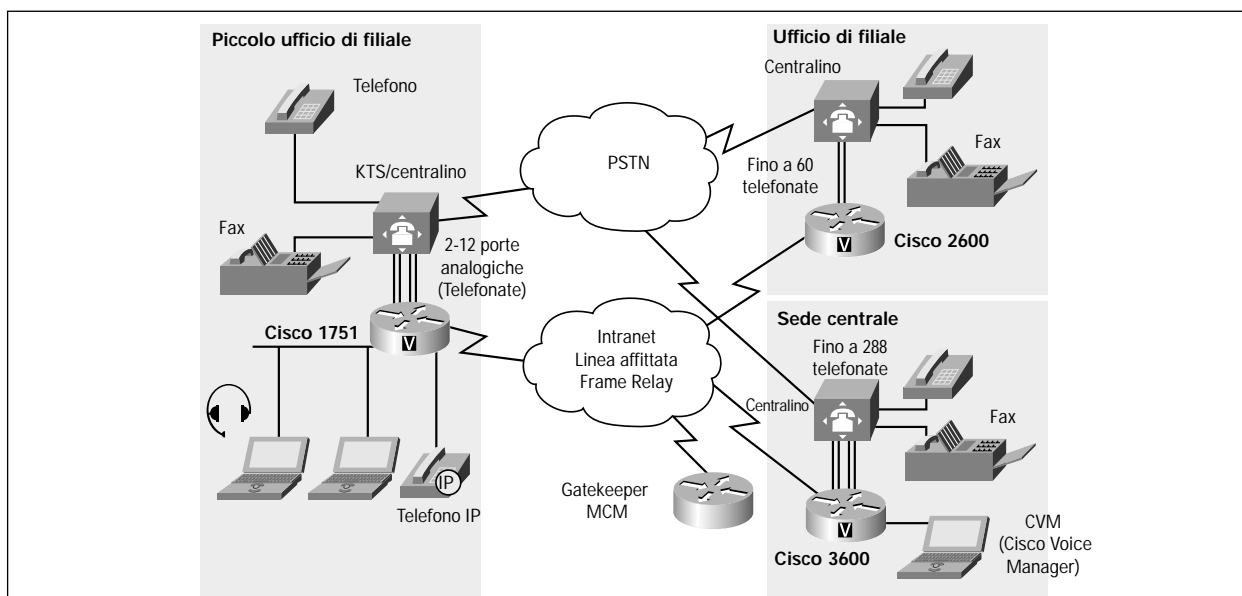 Piccolo ufficio di filiale
Telefono
KTS/centralino
Fax
2-12 porte
analogiche
(Telefonate)
Cisco 1751
V
IP
Telefono IP
PSTN
Intranet
Linea affittata
Frame Relay
Gatekeeper
MCM
Ufficio di filiale
Centralino
Fax
Fino a 60
telefonate
V
Cisco 2600
Sede centrale
Fino a 288
telefonate
Centralino
Fax
V
Cisco 3600
CVM
(Cisco Voice
Manager)